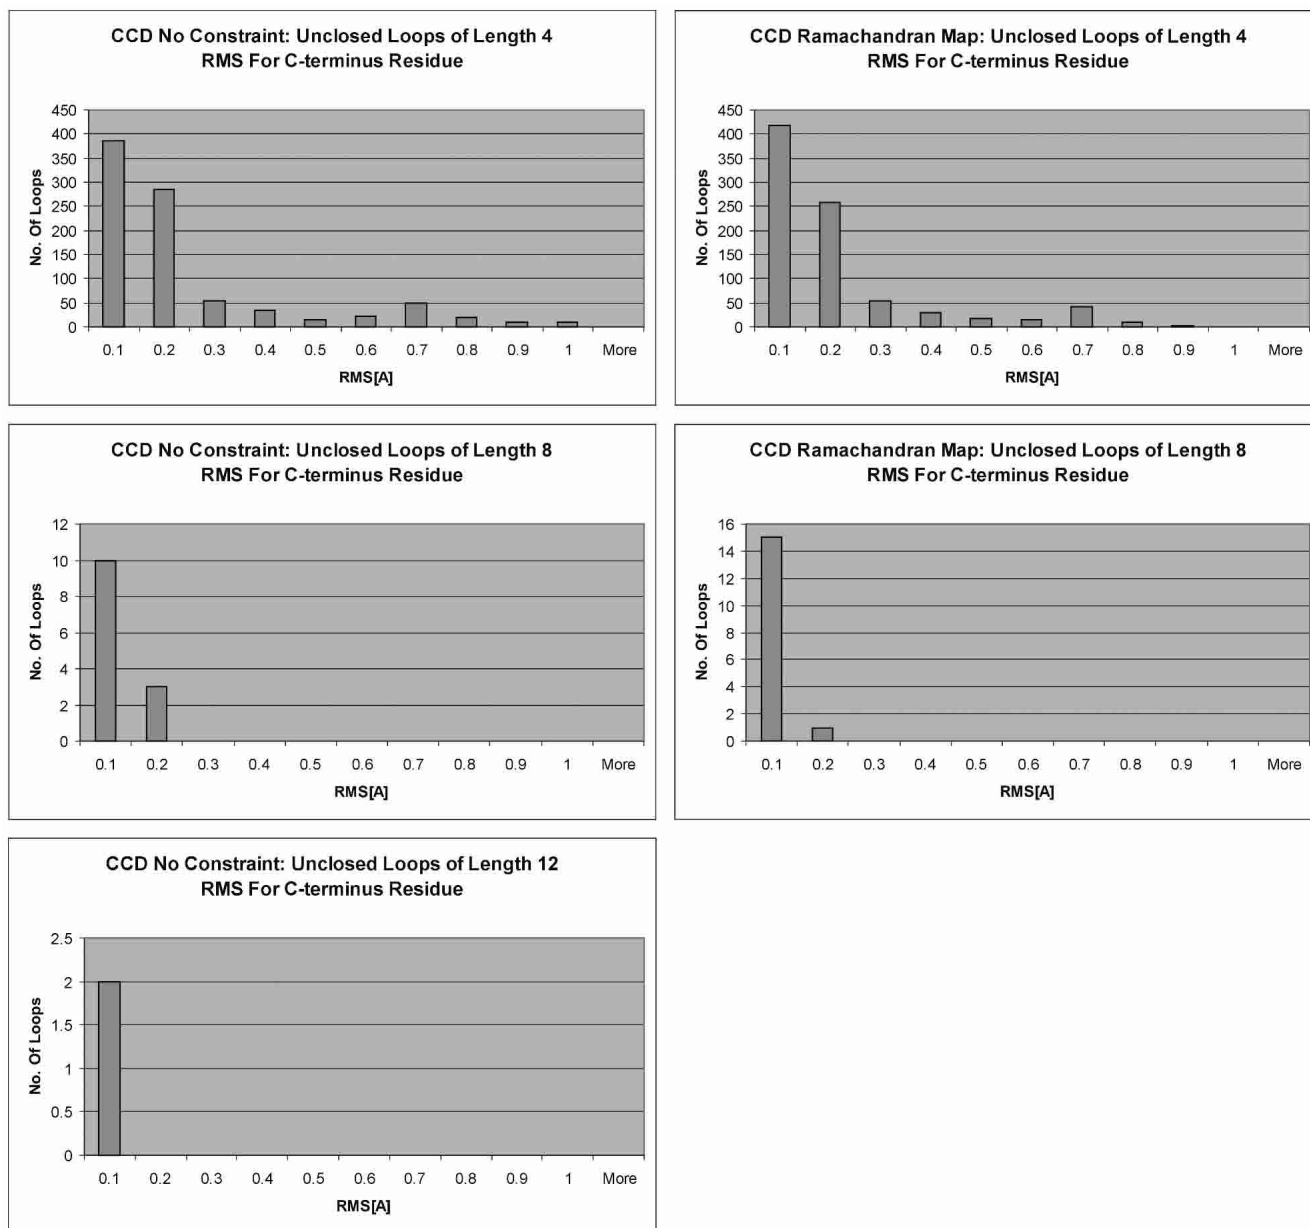 CCD No Constraint: Unclosed Loops of Length 4
RMS For C-terminus Residue
No. Of Loops
450
400
350
300
250
200
150
100
50
0
0.1 0.2 0.3 0.4 0.5 0.6 0.7 0.8 0.9 1 More
RMS[A]
CCD Ramachandran Map: Unclosed Loops of Length 4
RMS For C-terminus Residue
No. Of Loops
450
400
350
300
250
200
150
100
50
0
0.1 0.2 0.3 0.4 0.5 0.6 0.7 0.8 0.9 1 More
RMS[A]
CCD No Constraint: Unclosed Loops of Length 8
RMS For C-terminus Residue
No. Of Loops
12
10
8
6
4
2
0
0.1 0.2 0.3 0.4 0.5 0.6 0.7 0.8 0.9 1 More
RMS[A]
CCD Ramachandran Map: Unclosed Loops of Length 8
RMS For C-terminus Residue
No. Of Loops
16
14
12
10
8
6
4
2
0
0.1 0.2 0.3 0.4 0.5 0.6 0.7 0.8 0.9 1 More
RMS[A]
CCD No Constraint: Unclosed Loops of Length 12
RMS For C-terminus Residue
No. Of Loops
2.5
2
1.5
1
0.5
0
0.1 0.2 0.3 0.4 0.5 0.6 0.7 0.8 0.9 1 More
RMS[A]